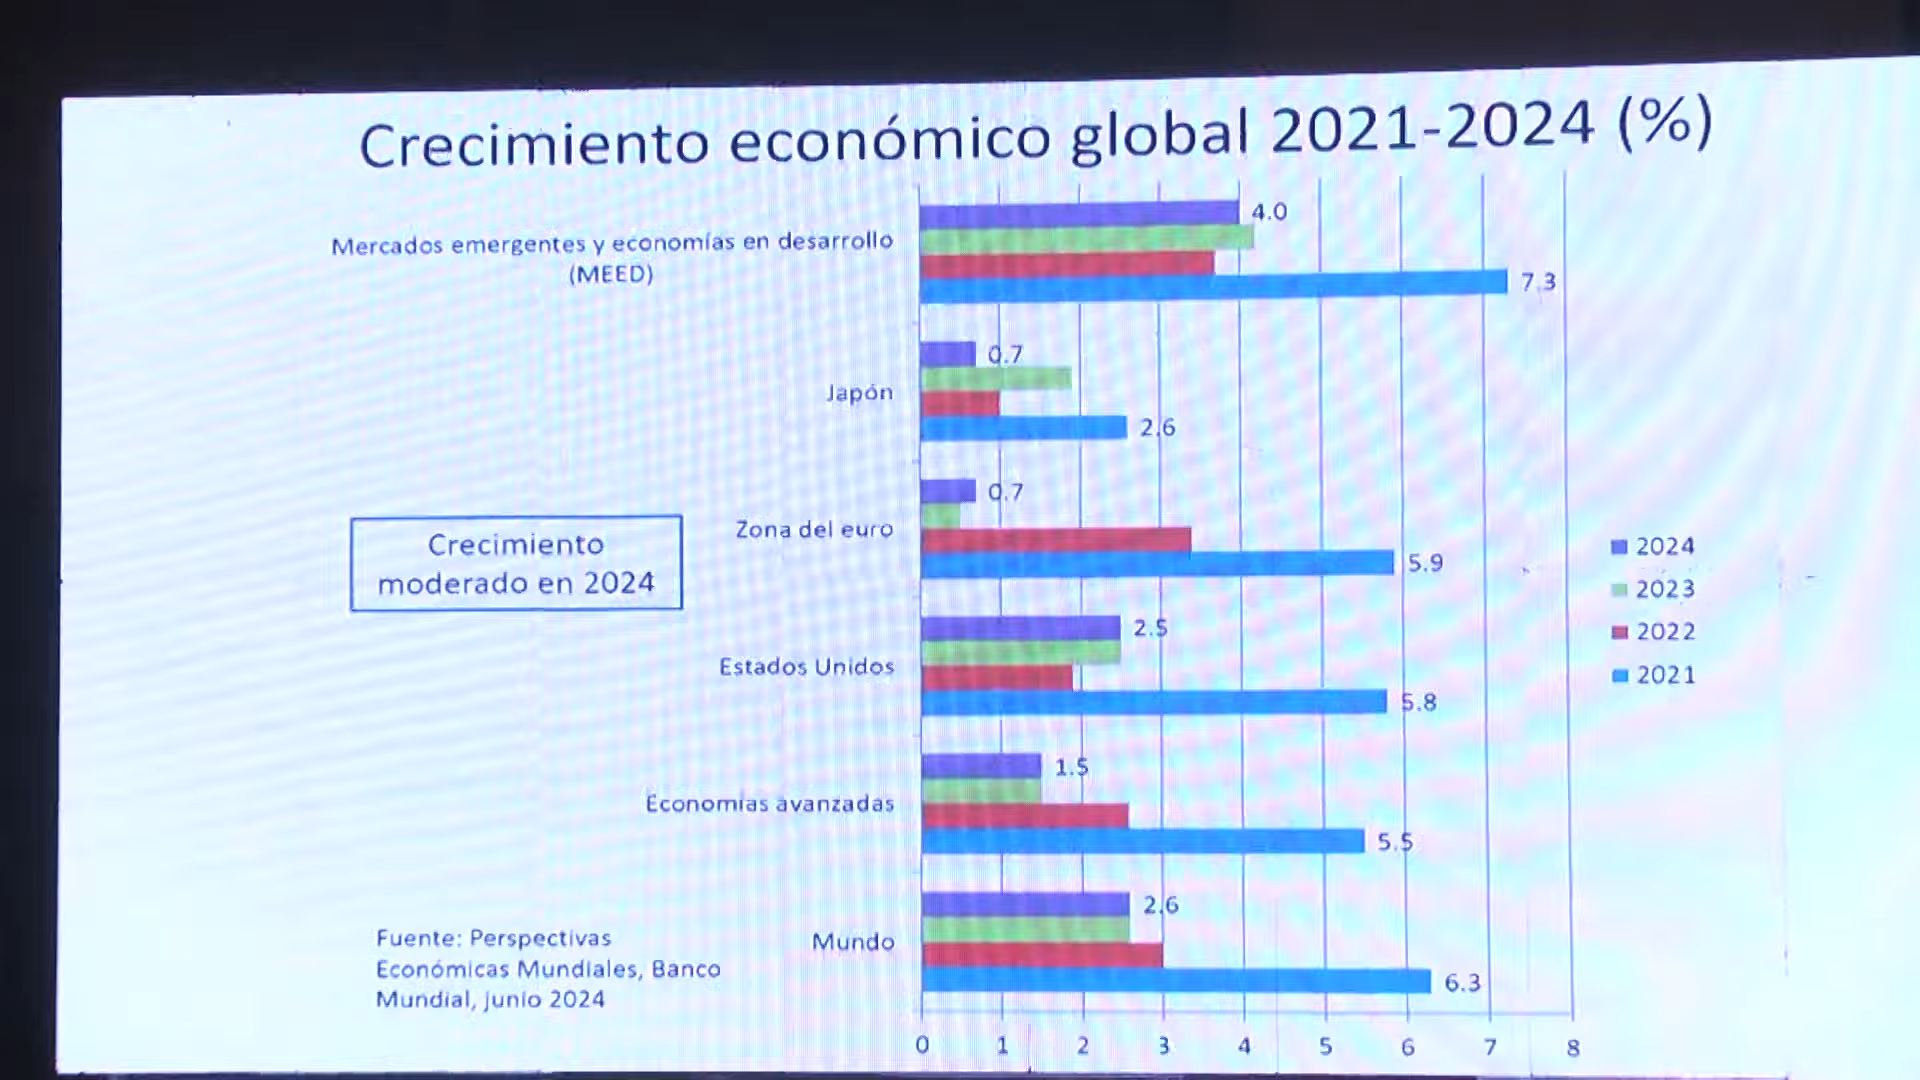 Crecimiento económico global 2021-2024 (%)
Mercados emergentes y economías en desarrollo
(MEED)
4.0
7.3
Japón
0.7
2.6
Zona del euro
0.7
5.9
Crecimiento
moderado en 2024
Estados Unidos
2.5
5.8
Economías avanzadas
1.5
5.5
Mundo
2.6
6.3
2024
2023
2022
2021
Fuente: Perspectivas
Económicas Mundiales, Banco
Mundial, junio 2024
0 1 2 3 4 5 6 7 8